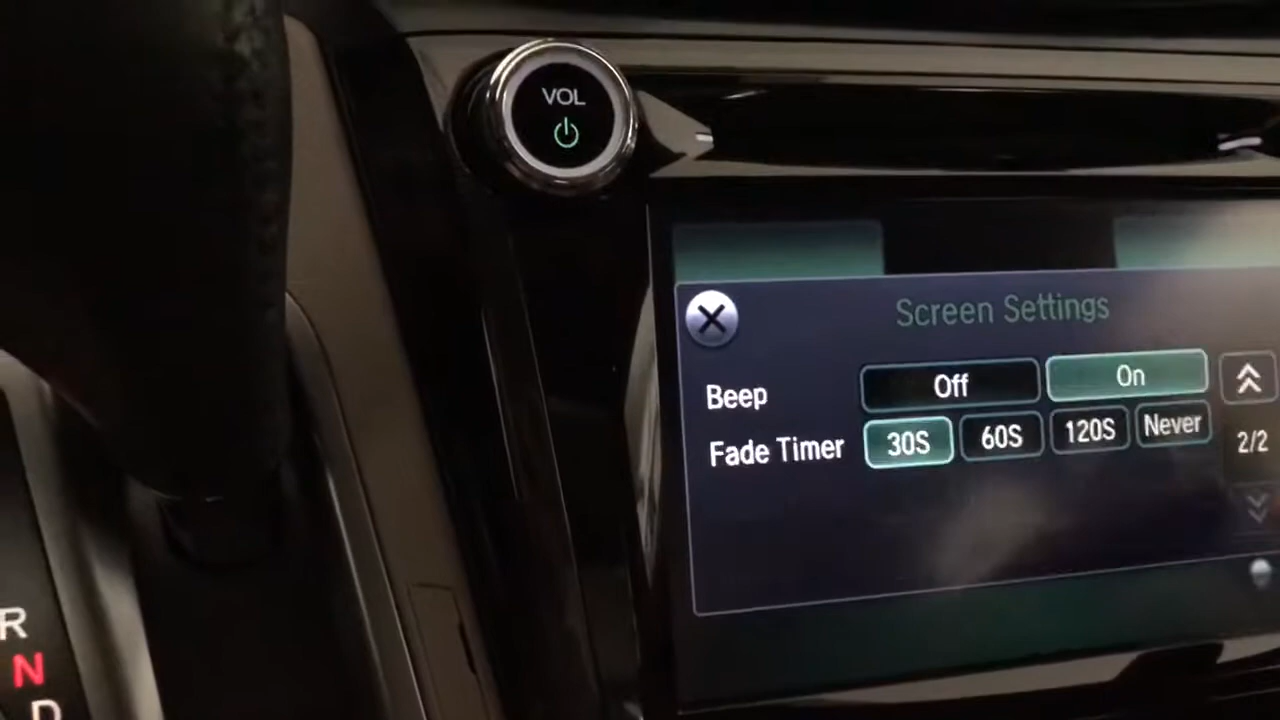 VOL
Screen Settings
Beep Off On
Fade Timer 30S 60S 120S Never
2/2
R
N
D